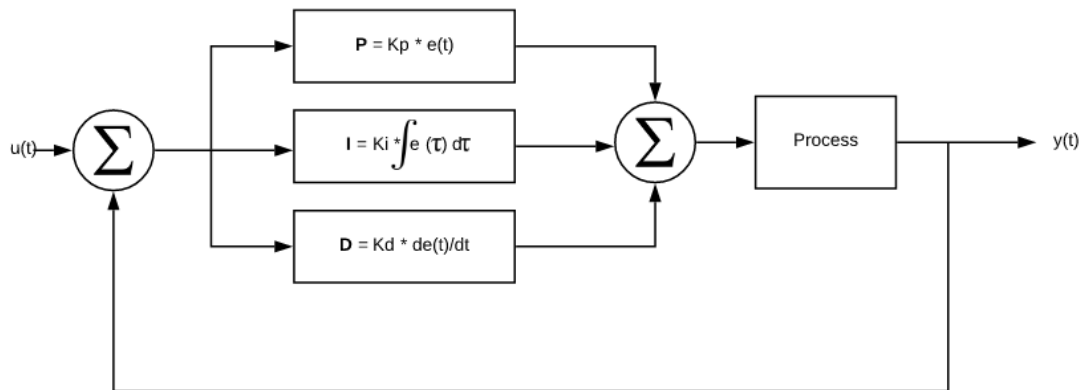 P = Kp * e(t)
u(t)
Σ
I = Ki * ∫e (τ) dτ
Σ
Process
y(t)
D = Kd * de(t)/dt